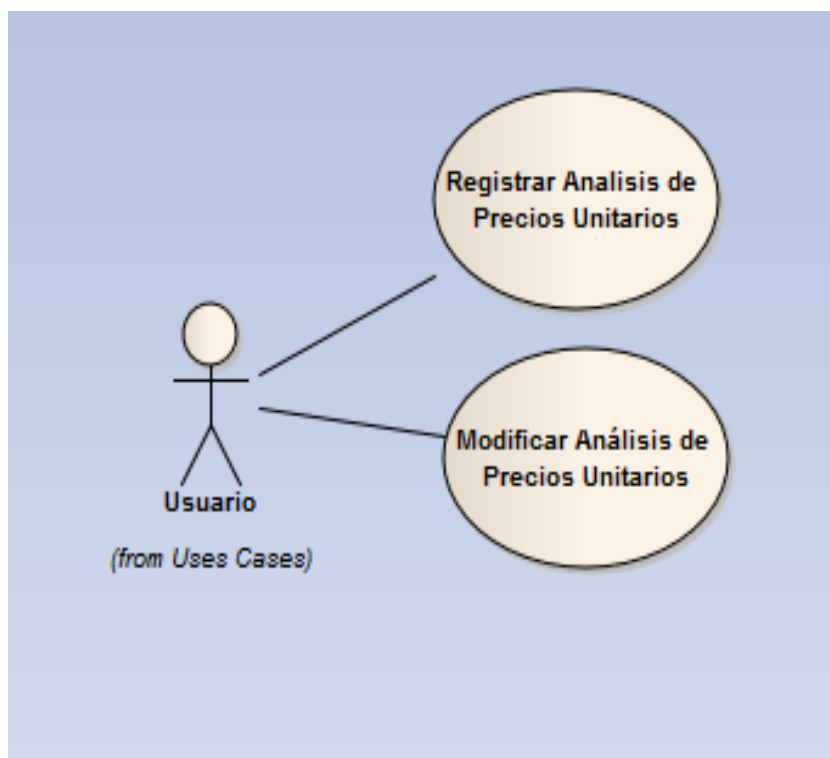 Registrar Analisis de
Precios Unitarios
Modificar Análisis de
Precios Unitarios
Usuario
(from Uses Cases)